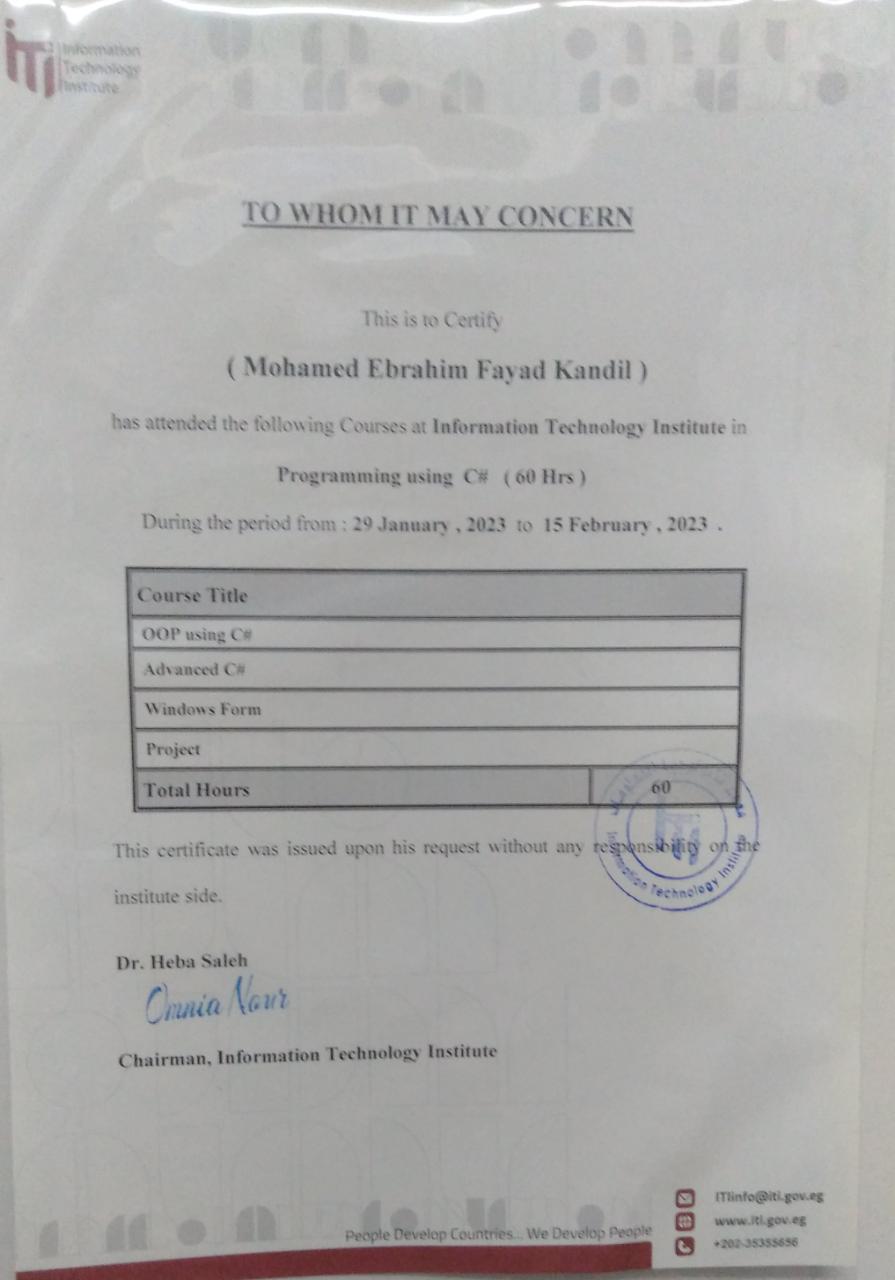 iTi
Information
Technology
Institute
TO WHOM IT MAY CONCERN
This is to Certify
( Mohamed Ebrahim Fayad Kandil )
has attended the following Courses at Information Technology Institute in
Programming using C# ( 60 Hrs )
During the period from : 29 January , 2023 to 15 February , 2023 .
Course Title
OOP using C#
Advanced C#
Windows Form
Project
Total Hours 60
This certificate was issued upon his request without any responsibility on the
institute side.
Information Technology Institute
Dr. Heba Saleh
Omnia Nour
Chairman, Information Technology Institute
People Develop Countries... We Develop People
ITIinfo@iti.gov.eg
www.iti.gov.eg
+202-35355656